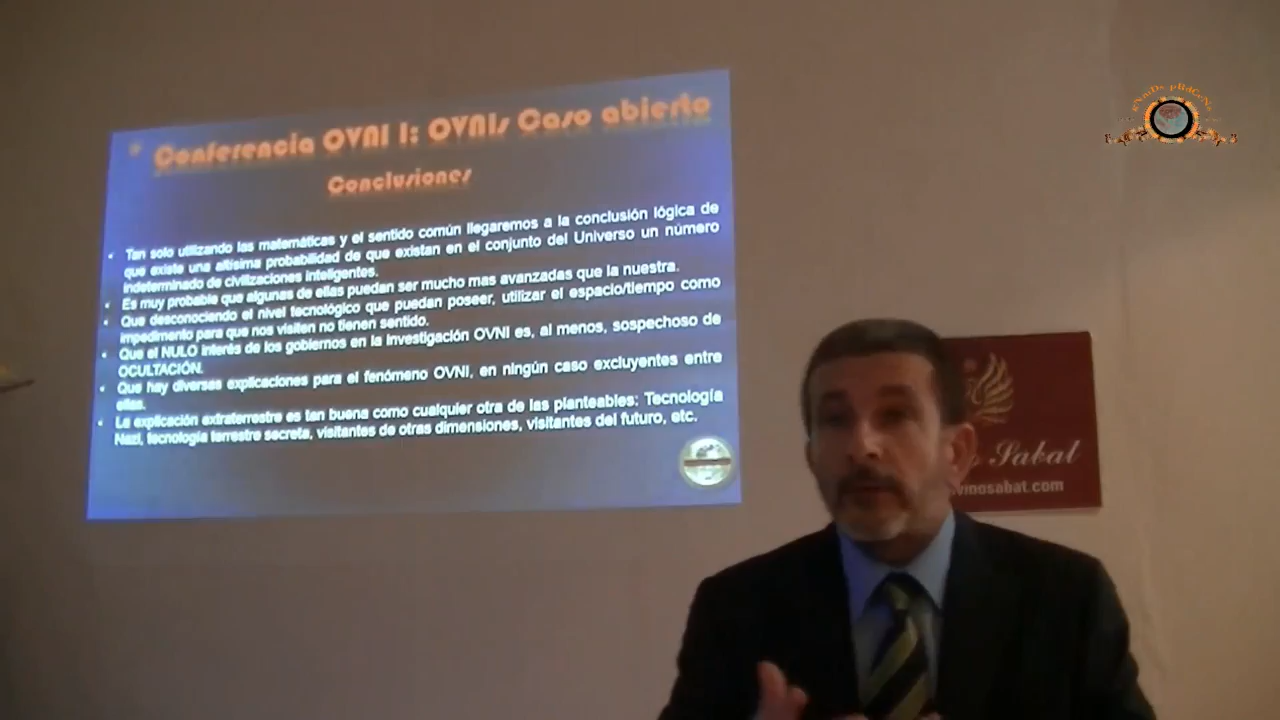 Conferencia OVNI I: OVNIs Caso abierto
Conclusiones
Tan solo utilizando las matemáticas y el sentido común llegaremos a la conclusión lógica de
que existe una altísima probabilidad de que existan en el conjunto del Universo un número
indeterminado de civilizaciones inteligentes.
Es muy probable que algunas de ellas puedan ser mucho mas avanzadas que la nuestra.
Que desconociendo el nivel tecnológico que puedan poseer, utilizar el espacio/tiempo como
impedimento para que nos visiten no tienen sentido.
Que el NULO interés de los gobiernos en la investigación OVNI es, al menos, sospechoso de
OCULTACIÓN.
Que hay diversas explicaciones para el fenómeno OVNI, en ningún caso excluyentes entre
ellas.
La explicación extraterrestre es tan buena como cualquier otra de las planteables: Tecnología
Nazi, tecnología terrestre secreta, visitantes de otras dimensiones, visitantes del futuro, etc.
Sabat
vinosabat.com